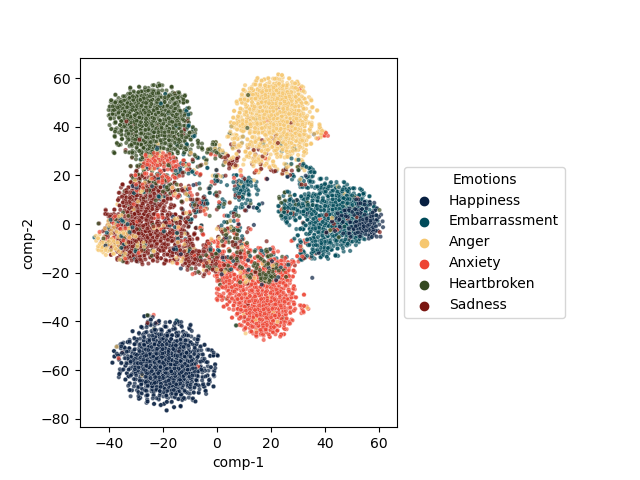 60
40
20
0
−20
−40
−60
−80
comp-2
−40
−20
0
20
40
60
comp-1
Emotions
Happiness
Embarrassment
Anger
Anxiety
Heartbroken
Sadness